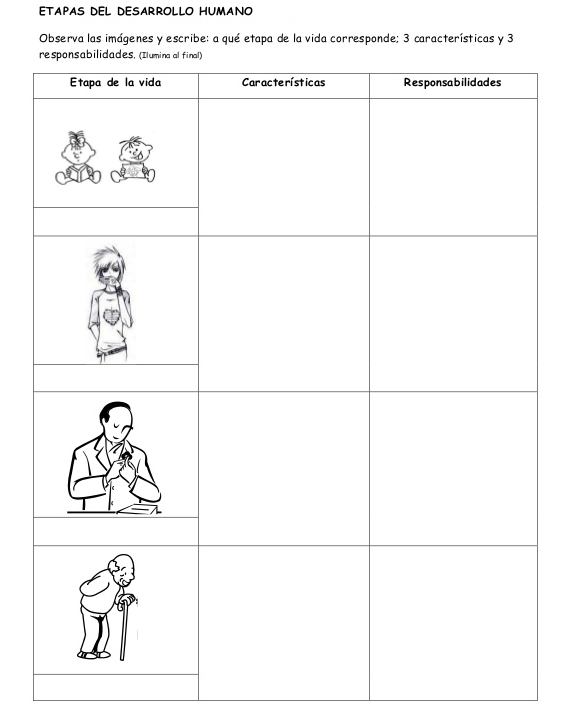 ETAPAS DEL DESARROLLO HUMANO
Observa las imágenes y escribe: a qué etapa de la vida corresponde; 3 características y 3
responsabilidades. (Ilumina al final)
Etapa de la vida Características Responsabilidades